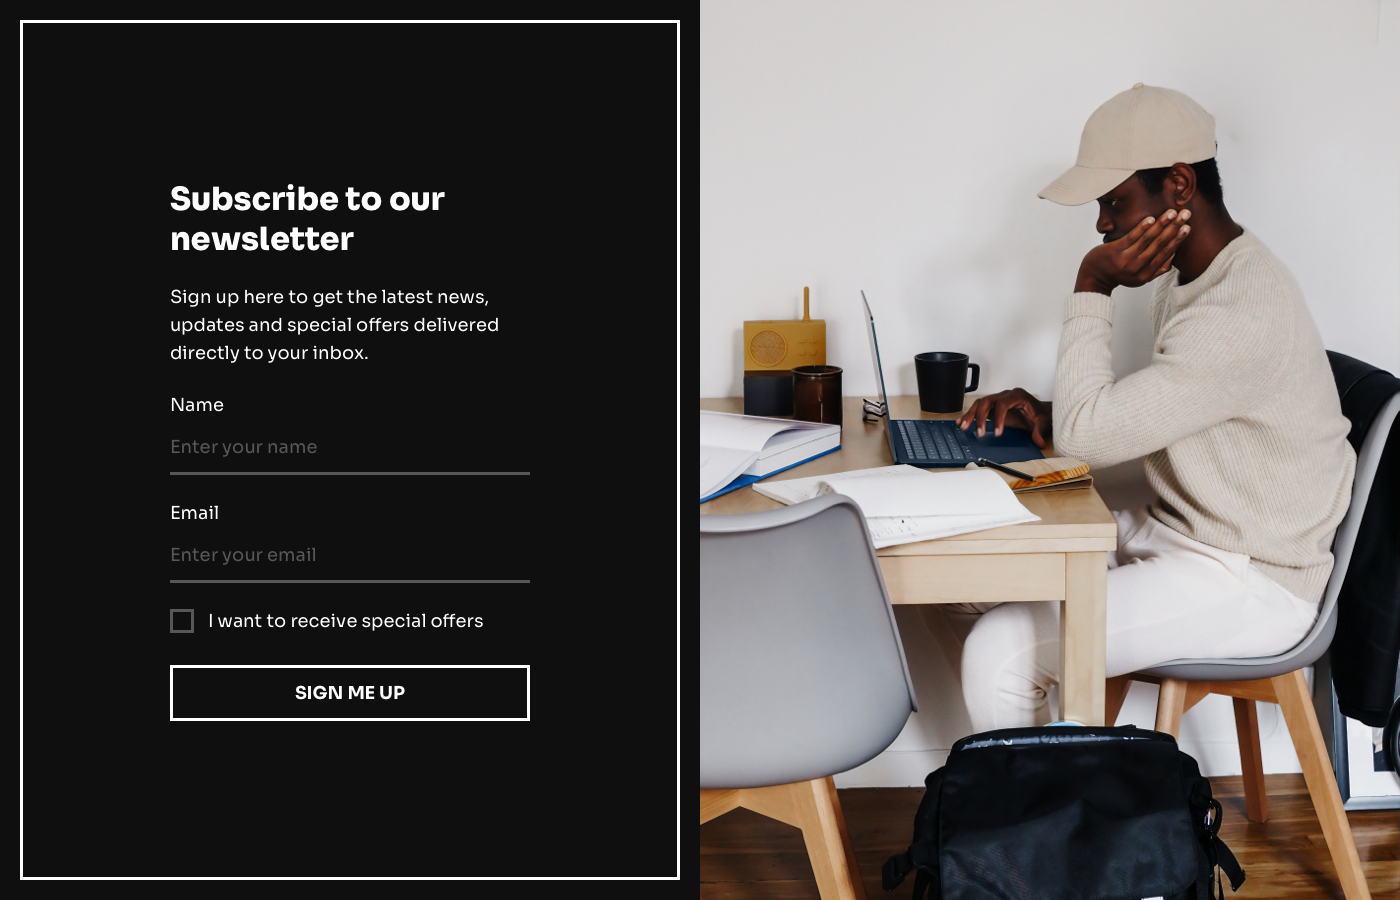 Subscribe to our
newsletter
Sign up here to get the latest news,
updates and special offers delivered
directly to your inbox.
Name
Enter your name
Email
Enter your email
I want to receive special offers
SIGN ME UP